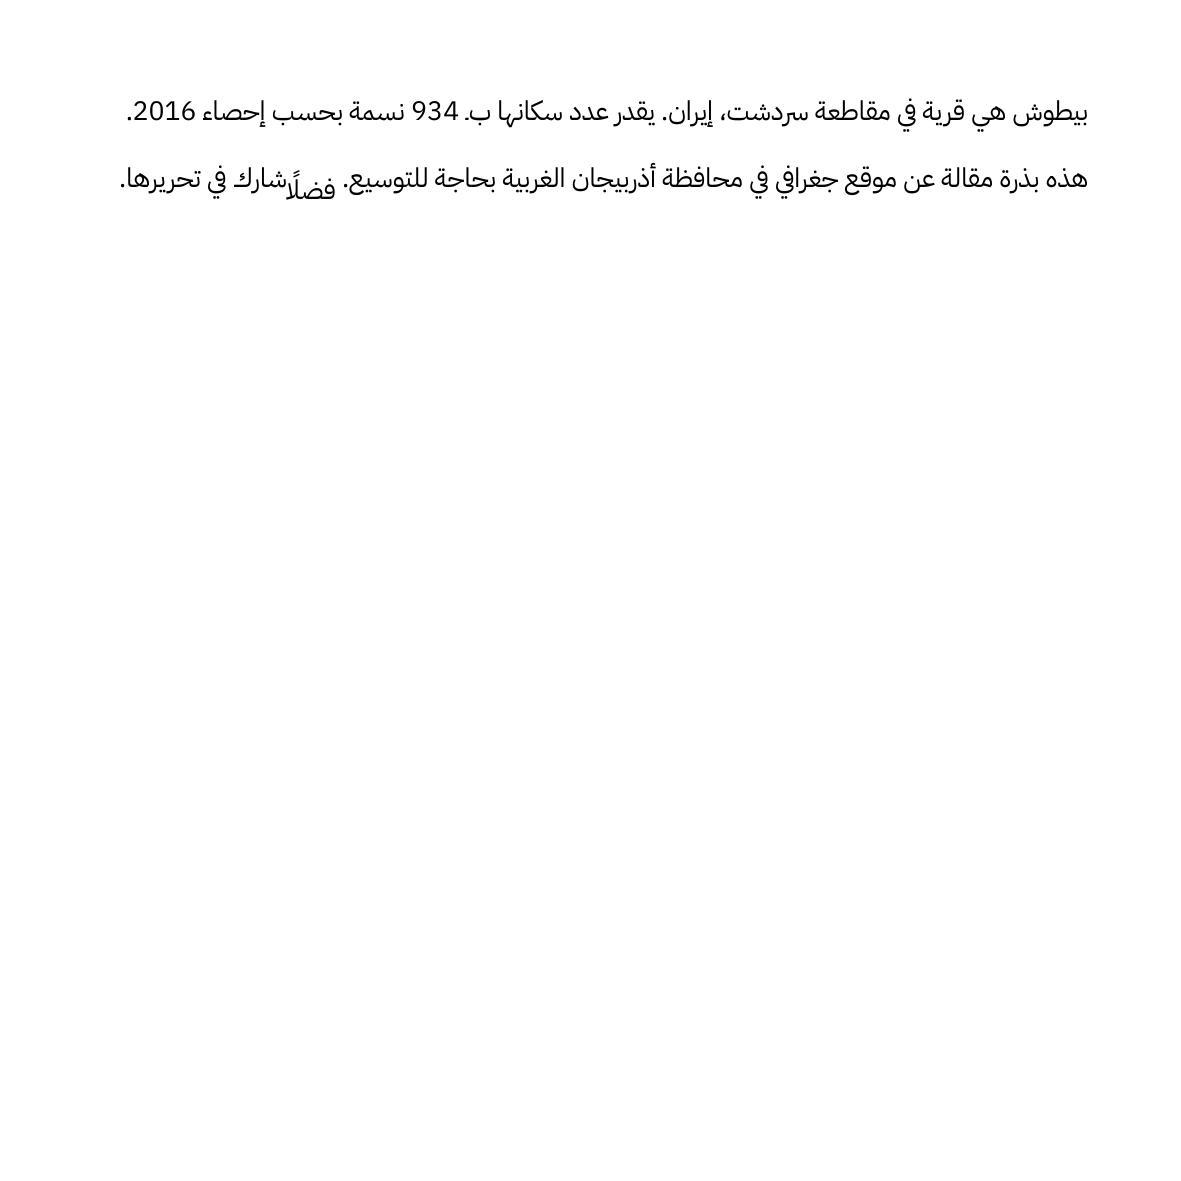 بيطوش هي قرية في مقاطعة سردشت، إيران. يقدر عدد سكانها بـ 934 نسمة بحسب إحصاء 2016.
هذه بذرة مقالة عن موقع جغرافي في محافظة أذربيجان الغربية بحاجة للتوسيع. فضلًا شارك في تحريرها.